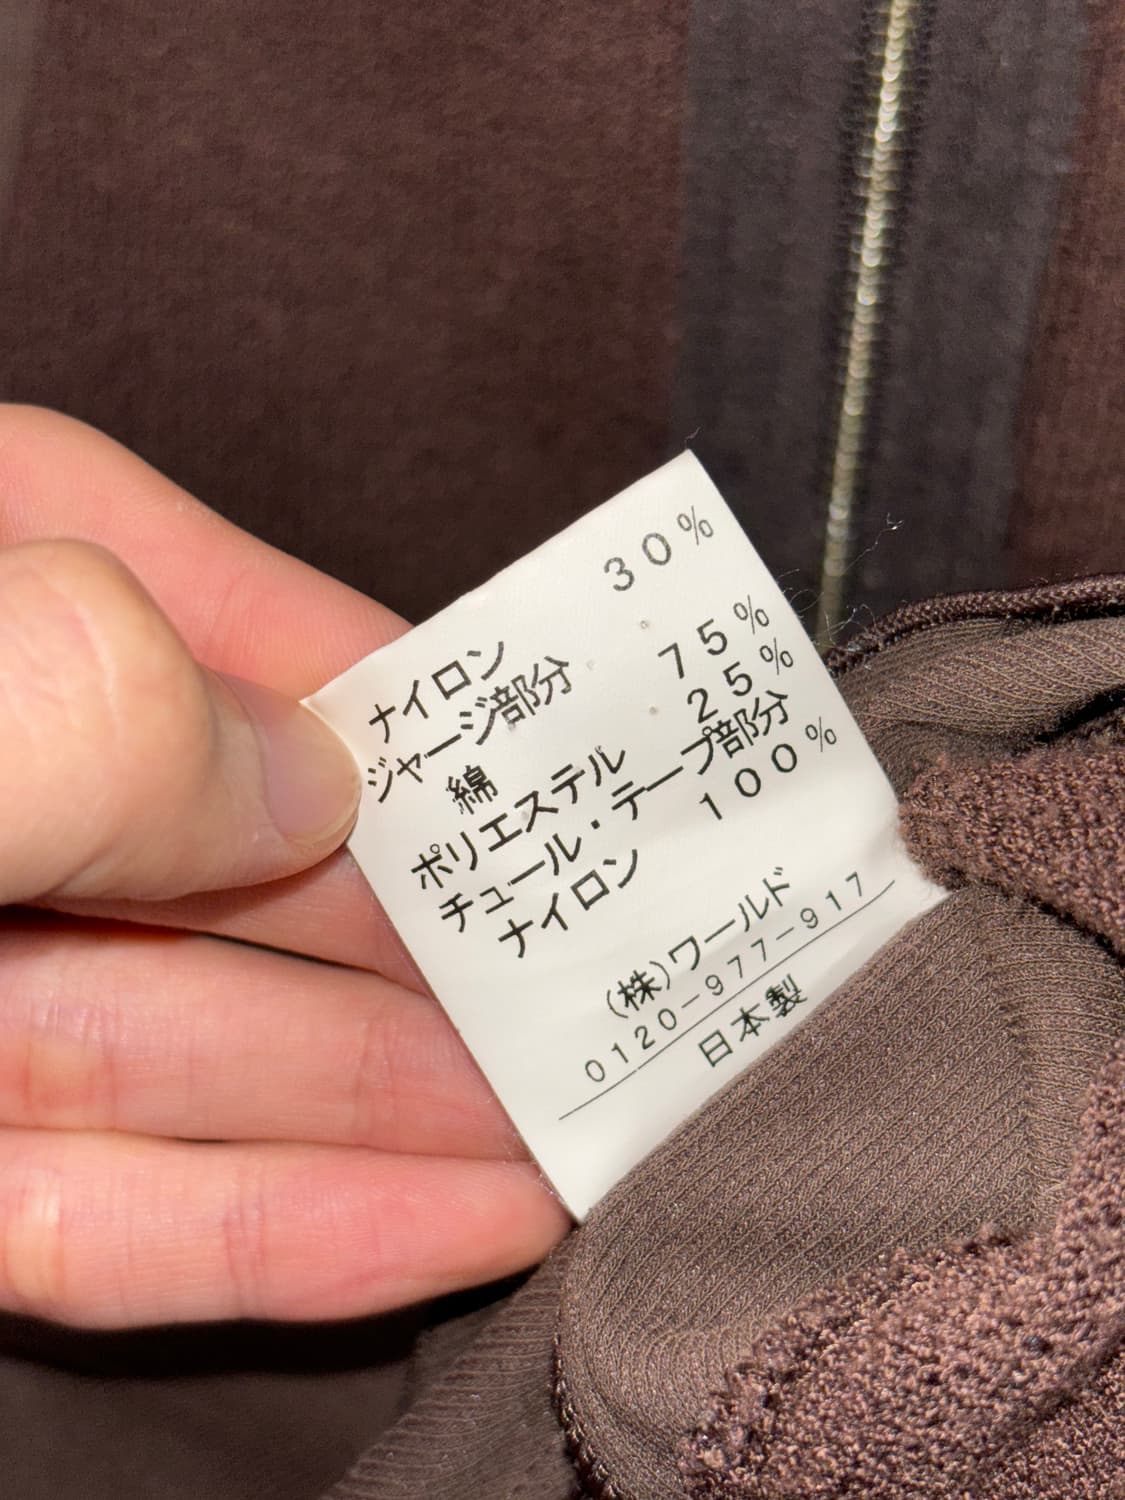 ナイロン 30%
ジャージ部分
綿 75%
ポリエステル 25%
チュール・テープ部分
ナイロン 100%
(株)ワールド
0120-977-917
日本製